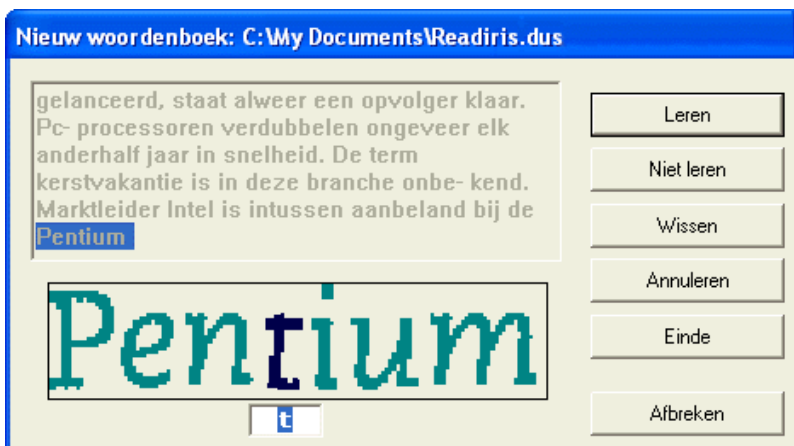 Nieuw woordenboek: C:\My Documents\Readiris.dus
gelanceerd, staat alweer een opvolger klaar.
Pc- processoren verdubbelen ongeveer elk
anderhalf jaar in snelheid. De term
kerstvakantie is in deze branche onbe- kend.
Marktleider Intel is intussen aanbeland bij de
Pentium
Pentium
t
Leren
Niet leren
Wissen
Annuleren
Einde
Afbreken